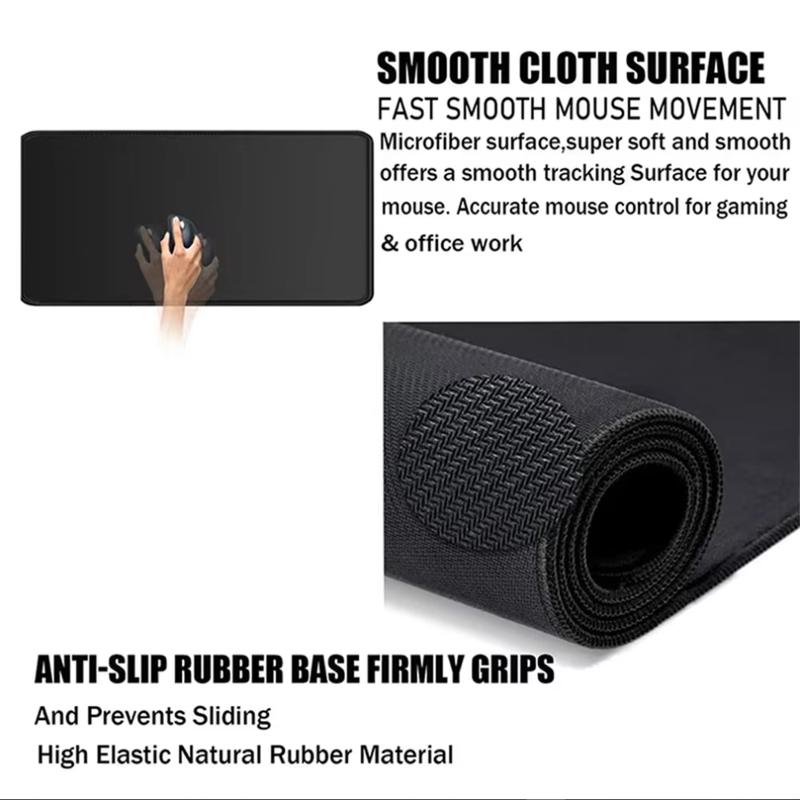 SMOOTH CLOTH SURFACE
FAST SMOOTH MOUSE MOVEMENT
Microfiber surface,super soft and smooth
offers a smooth tracking Surface for your
mouse. Accurate mouse control for gaming
& office work
ANTI-SLIP RUBBER BASE FIRMLY GRIPS
And Prevents Sliding
High Elastic Natural Rubber Material